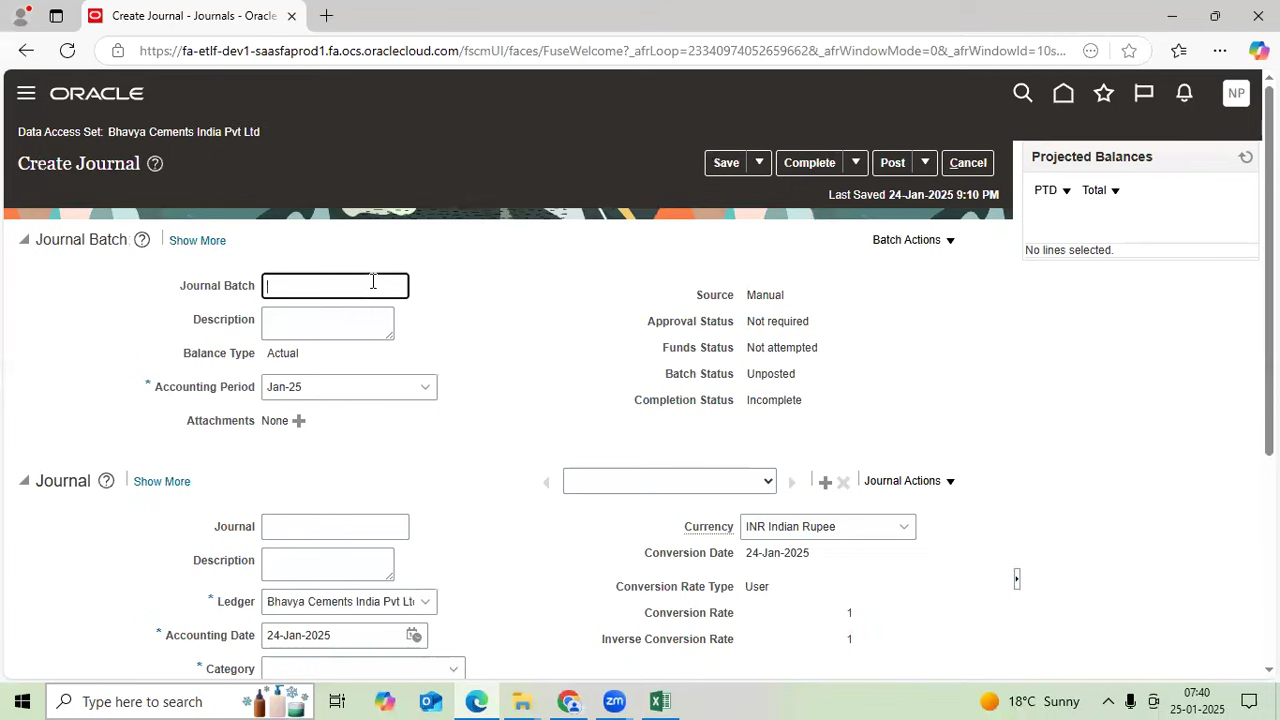 Create Journal - Journals - Oracle
https://fa-etlf-dev1-saasfaprod1.fa.ocs.oraclecloud.com/fscmUI/faces/FuseWelcome?_afrLoop=23340974052659662&_afrWindowMode=0&_afrWindowId=10s...
ORACLE
NP
Data Access Set: Bhavya Cements India Pvt Ltd
Create Journal
Save
Complete
Post
Cancel
Last Saved 24-Jan-2025 9:10 PM
Projected Balances
PTD
Total
No lines selected.
Journal Batch
Show More
Batch Actions
Journal Batch
Description
Balance Type Actual
* Accounting Period Jan-25
Attachments None
Source Manual
Approval Status Not required
Funds Status Not attempted
Batch Status Unposted
Completion Status Incomplete
Journal
Show More
Journal Actions
Journal
Description
* Ledger Bhavya Cements India Pvt Lt
* Accounting Date 24-Jan-2025
* Category
Currency INR Indian Rupee
Conversion Date 24-Jan-2025
Conversion Rate Type User
Conversion Rate 1
Inverse Conversion Rate 1
Type here to search
zm
18°C Sunny
07:40
25-01-2025